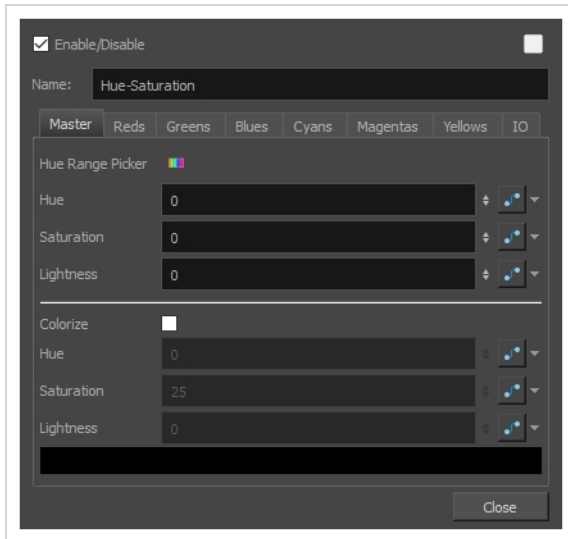 Enable/Disable
Name: Hue-Saturation
Master Reds Greens Blues Cyans Magentas Yellows IO
Hue Range Picker
Hue 0
Saturation 0
Lightness 0
Colorize
Hue 0
Saturation 25
Lightness 0
Close